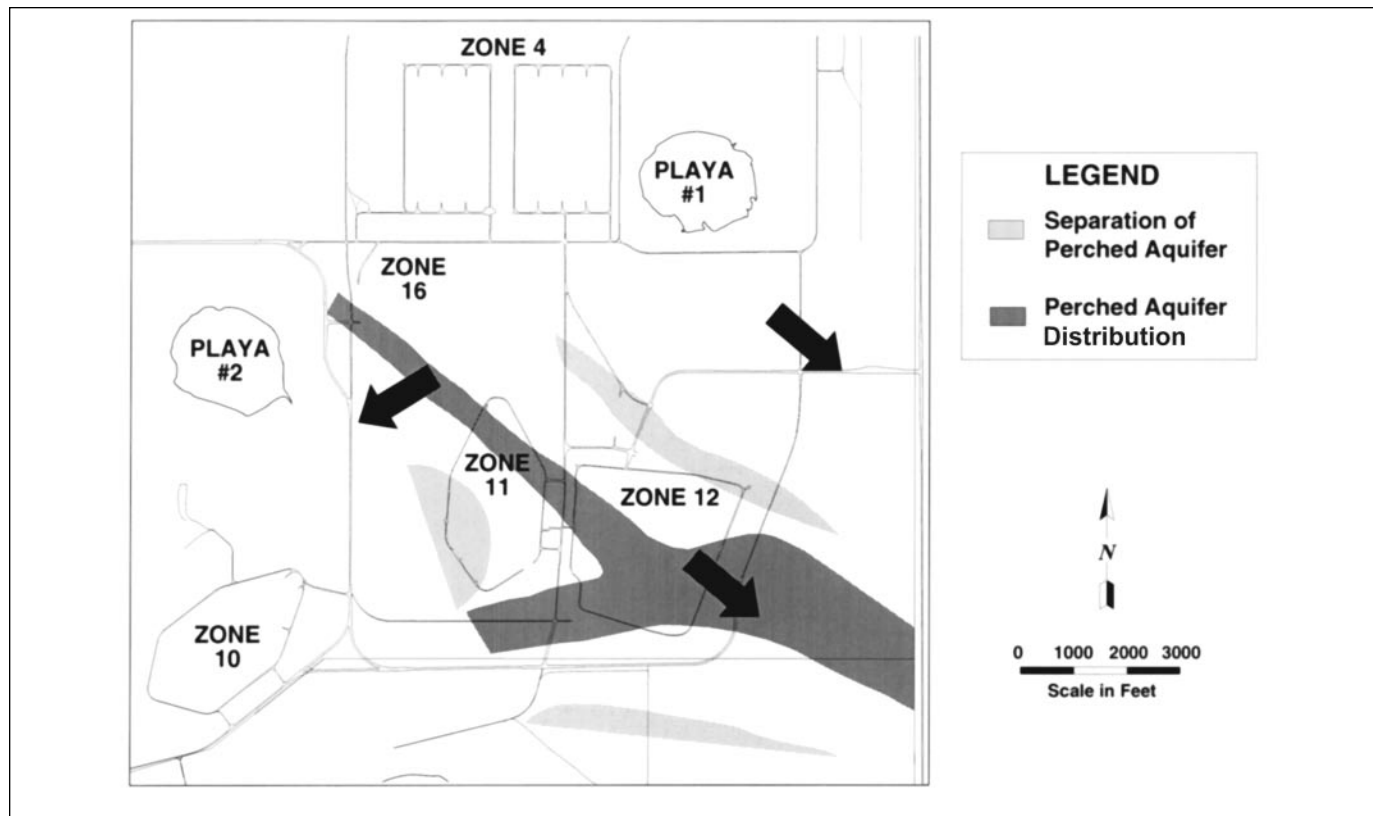 ZONE 4
PLAYA
#1
ZONE
16
PLAYA
#2
ZONE
11
ZONE 12
ZONE
10
LEGEND
Separation of
Perched Aquifer
Perched Aquifer
Distribution
N
0 1000 2000 3000
Scale in Feet